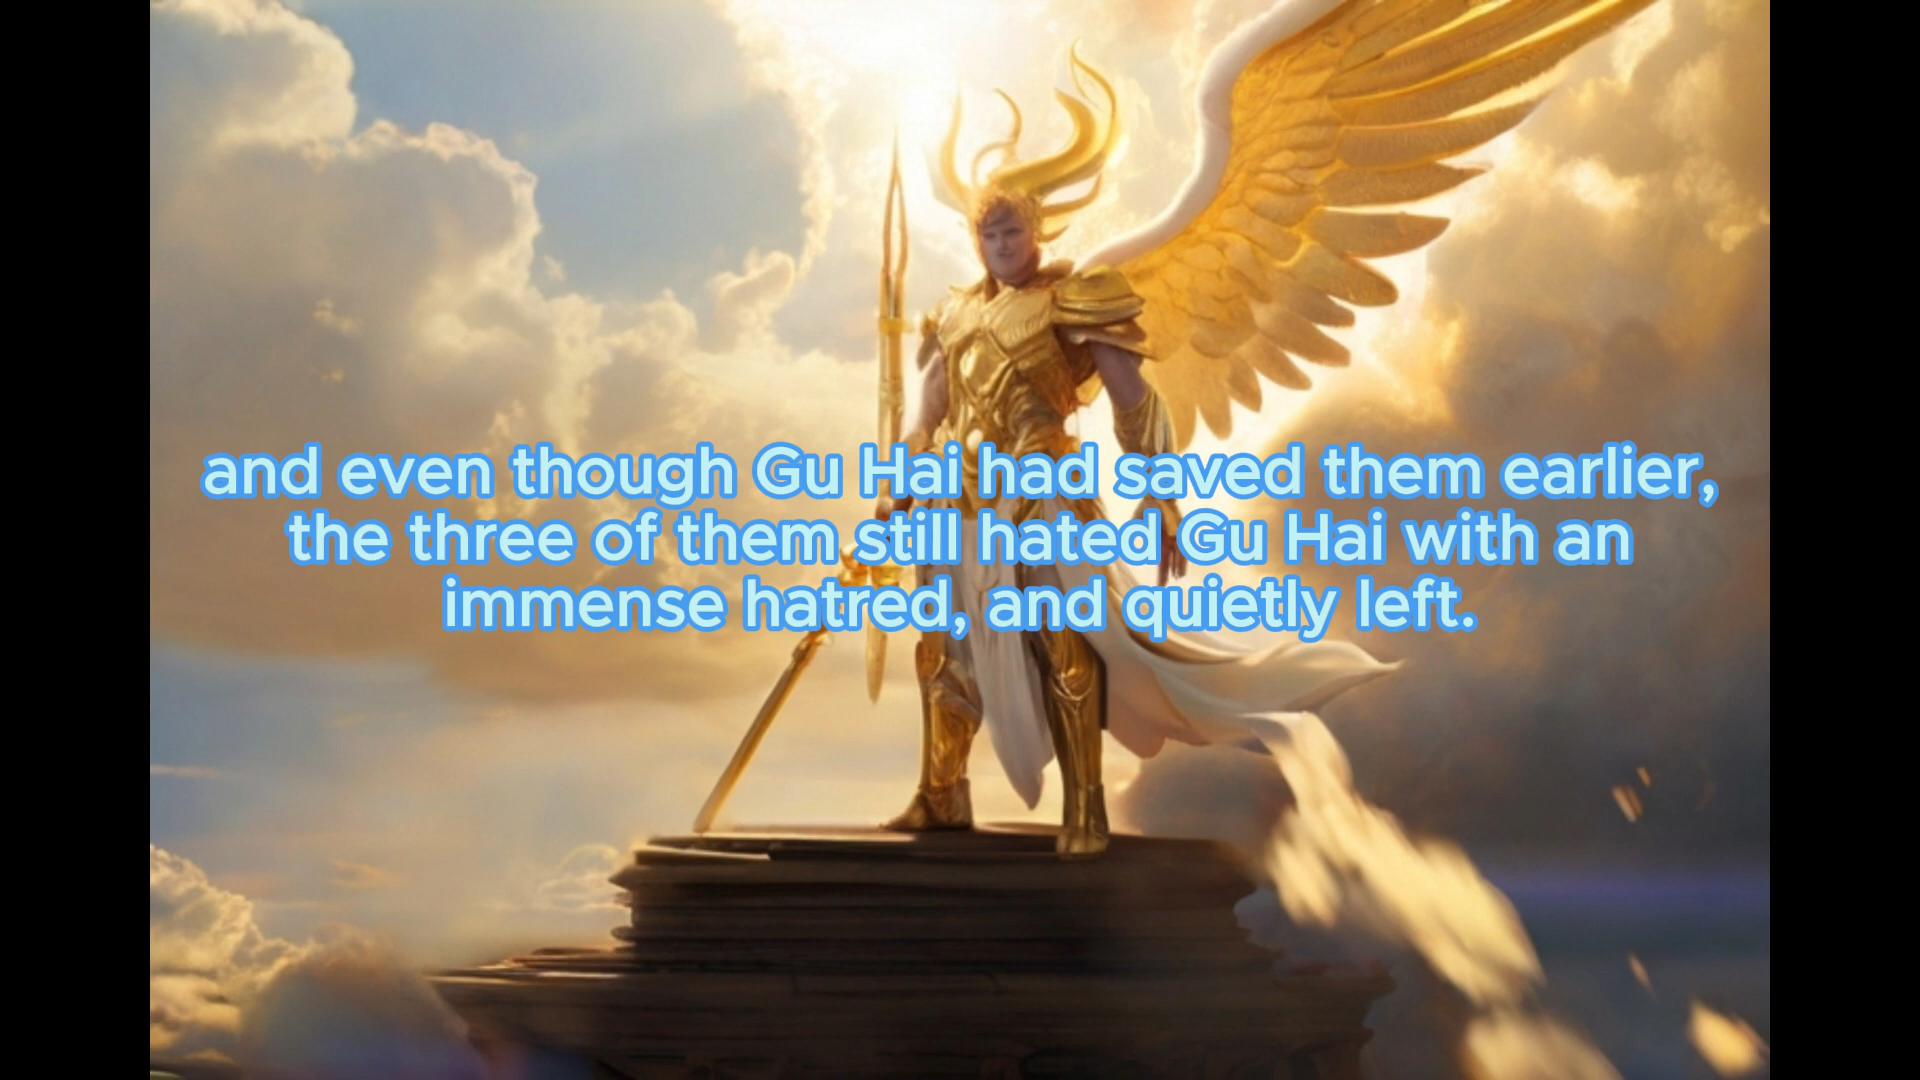 and even though Gu Hai had saved them earlier,
the three of them still hated Gu Hai with an
immense hatred, and quietly left.